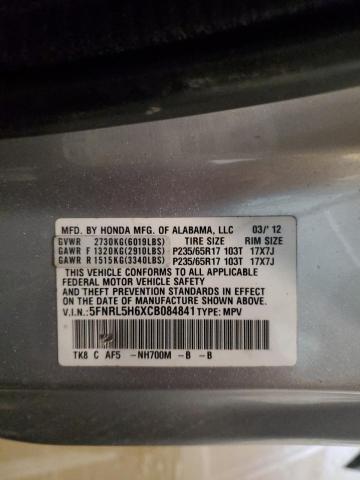 MFD. BY HONDA MFG. OF ALABAMA, LLC 03/'12
GVWR 2730KG(6019LBS) TIRE SIZE RIM SIZE
GAWR F 1320KG(2910LBS) P235/65R17 103T 17X7J
GAWR R 1515KG(3340LBS) P235/65R17 103T 17X7J
THIS VEHICLE CONFORMS TO ALL APPLICABLE
FEDERAL MOTOR VEHICLE SAFETY
AND THEFT PREVENTION STANDARDS IN EFFECT
ON THE DATE OF MANUFACTURE SHOWN ABOVE.
V.I.N.: 5FNRL5H6XCB084841 TYPE: MPV
TK8 C AF5 -NH700M -B -B